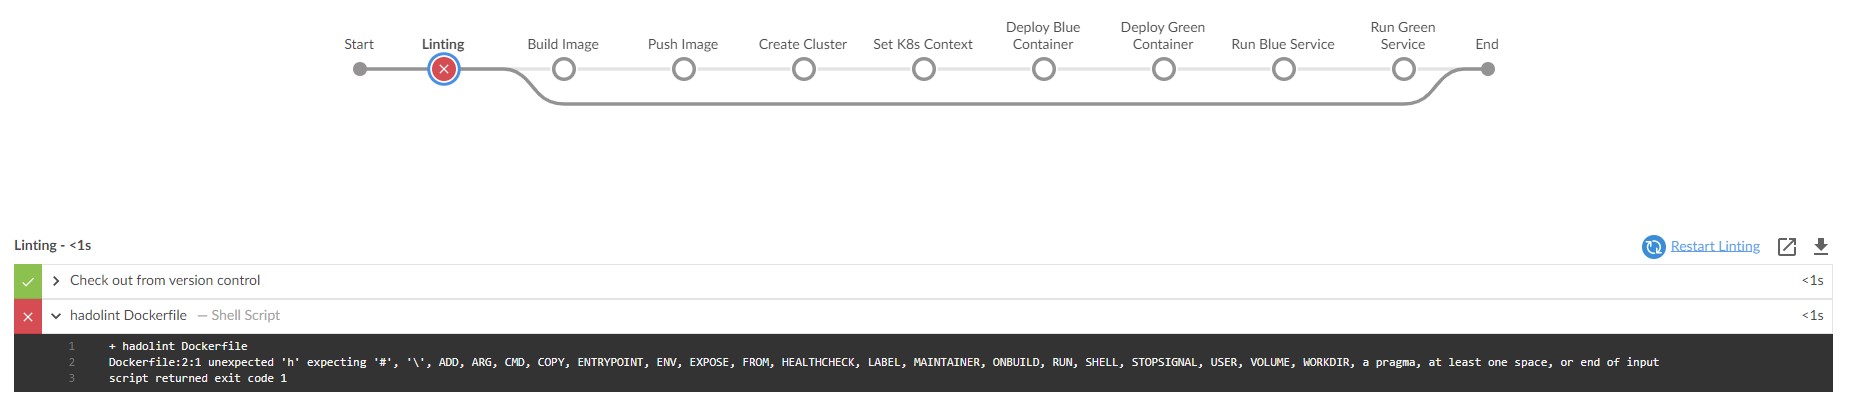 Start
Linting
Build Image
Push Image
Create Cluster
Set K8s Context
Deploy Blue
Container
Deploy Green
Container
Run Blue Service
Run Green
Service
End
Linting - <1s
Restart Linting
Check out from version control
<1s
hadolint Dockerfile — Shell Script
<1s
1 + hadolint Dockerfile
2 Dockerfile:2:1 unexpected 'h' expecting '#', '\', ADD, ARG, CMD, COPY, ENTRYPOINT, ENV, EXPOSE, FROM, HEALTHCHECK, LABEL, MAINTAINER, ONBUILD, RUN, SHELL, STOPSIGNAL, USER, VOLUME, WORKDIR, a pragma, at least one space, or end of input
3 script returned exit code 1